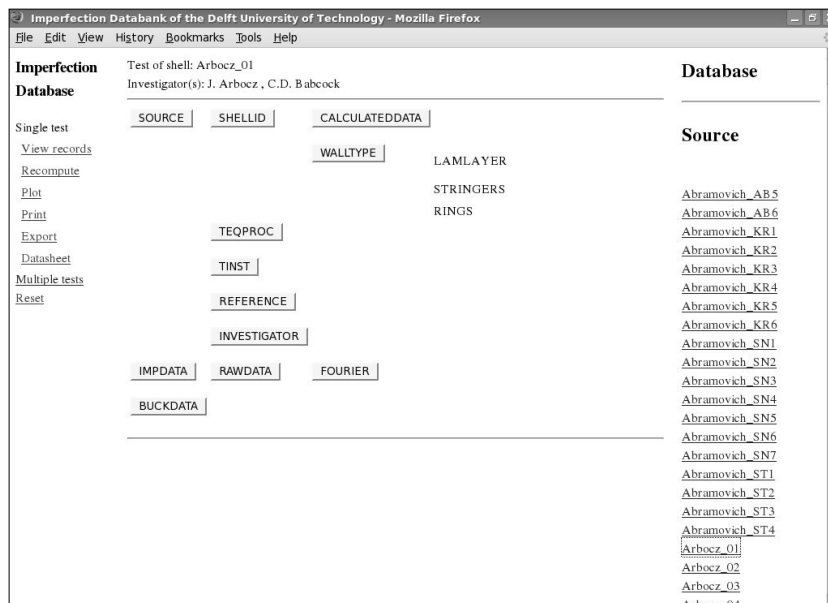 Imperfection Databank of the Delft University of Technology - Mozilla Firefox
File Edit View History Bookmarks Tools Help
Imperfection
Database
Single test
View records
Recompute
Plot
Print
Export
Datasheet
Multiple tests
Reset
Test of shell: Arbocz_01
Investigator(s): J. Arbocz , C.D. Babcock
SOURCE SHELLID CALCULATEDDATA
WALLTYPE
LAMLAYER
STRINGERS
RINGS
TEQPROC
TINST
REFERENCE
INVESTIGATOR
IMPDATA RAWDATA FOURIER
BUCKDATA
Database
Source
Abramovich_AB5
Abramovich_AB6
Abramovich_KR1
Abramovich_KR2
Abramovich_KR3
Abramovich_KR4
Abramovich_KR5
Abramovich_KR6
Abramovich_SN1
Abramovich_SN2
Abramovich_SN3
Abramovich_SN4
Abramovich_SN5
Abramovich_SN6
Abramovich_SN7
Abramovich_ST1
Abramovich_ST2
Abramovich_ST3
Abramovich_ST4
Arbocz_01
Arbocz_02
Arbocz_03